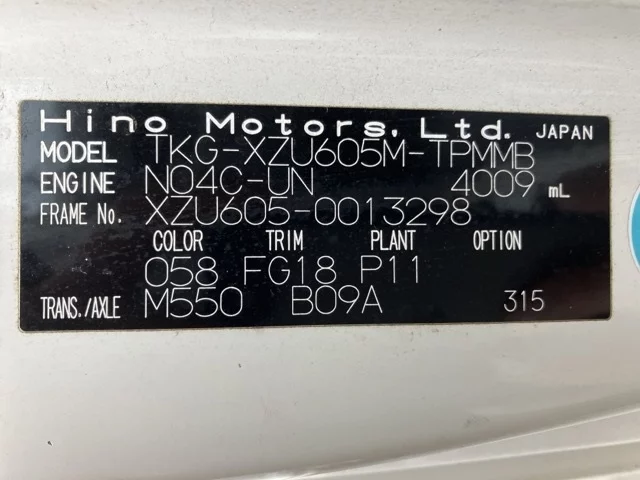 Hino Motors, Ltd. JAPAN
MODEL TKG-XZU605M-TPMMB
ENGINE N04C-UN 4009 mL
FRAME No. XZU605-0013298
COLOR TRIM PLANT OPTION
058 FG18 P11
TRANS./AXLE M550 B09A 315